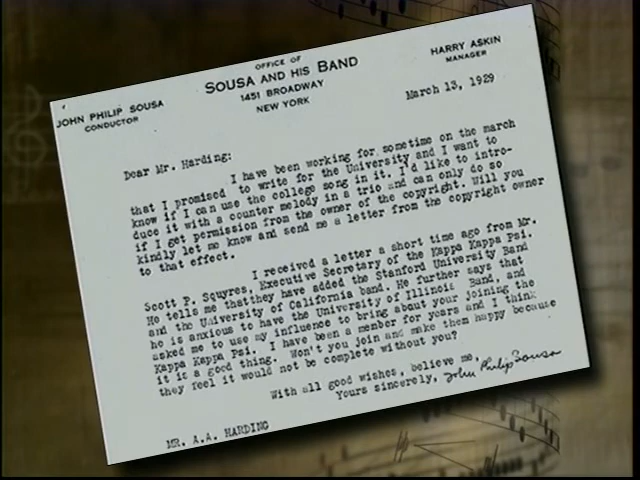 OFFICE OF
SOUSA AND HIS BAND
1451 BROADWAY
NEW YORK
JOHN PHILIP SOUSA
CONDUCTOR
HARRY ASKIN
MANAGER
March 13, 1929
Dear Mr. Harding:
I have been working for sometime on the march
that I promised to write for the University and I want to
know if I can use the college song in it. I'd like to intro-
duce it with a counter melody in a trio and can only do so
if I get permission from the owner of the copyright. Will you
kindly let me know and send me a letter from the copyright owner
to that effect.
I received a letter a short time ago from Mr.
Scott P. Squyres, Executive Secretary of the Kappa Kappa Psi.
He tells me that they have added the Stanford University Band
and the University of California band. He further says that
he is anxious to have the University of Illinois Band, and
asked me to use my influence to bring about your joining the
Kappa Kappa Psi. I have been a member for years and I think
it is a good thing. Won't you join and make them happy because
they feel it would not be complete without you?
With all good wishes, believe me,
Yours sincerely, John Philip Sousa
MR. A.A. HARDING